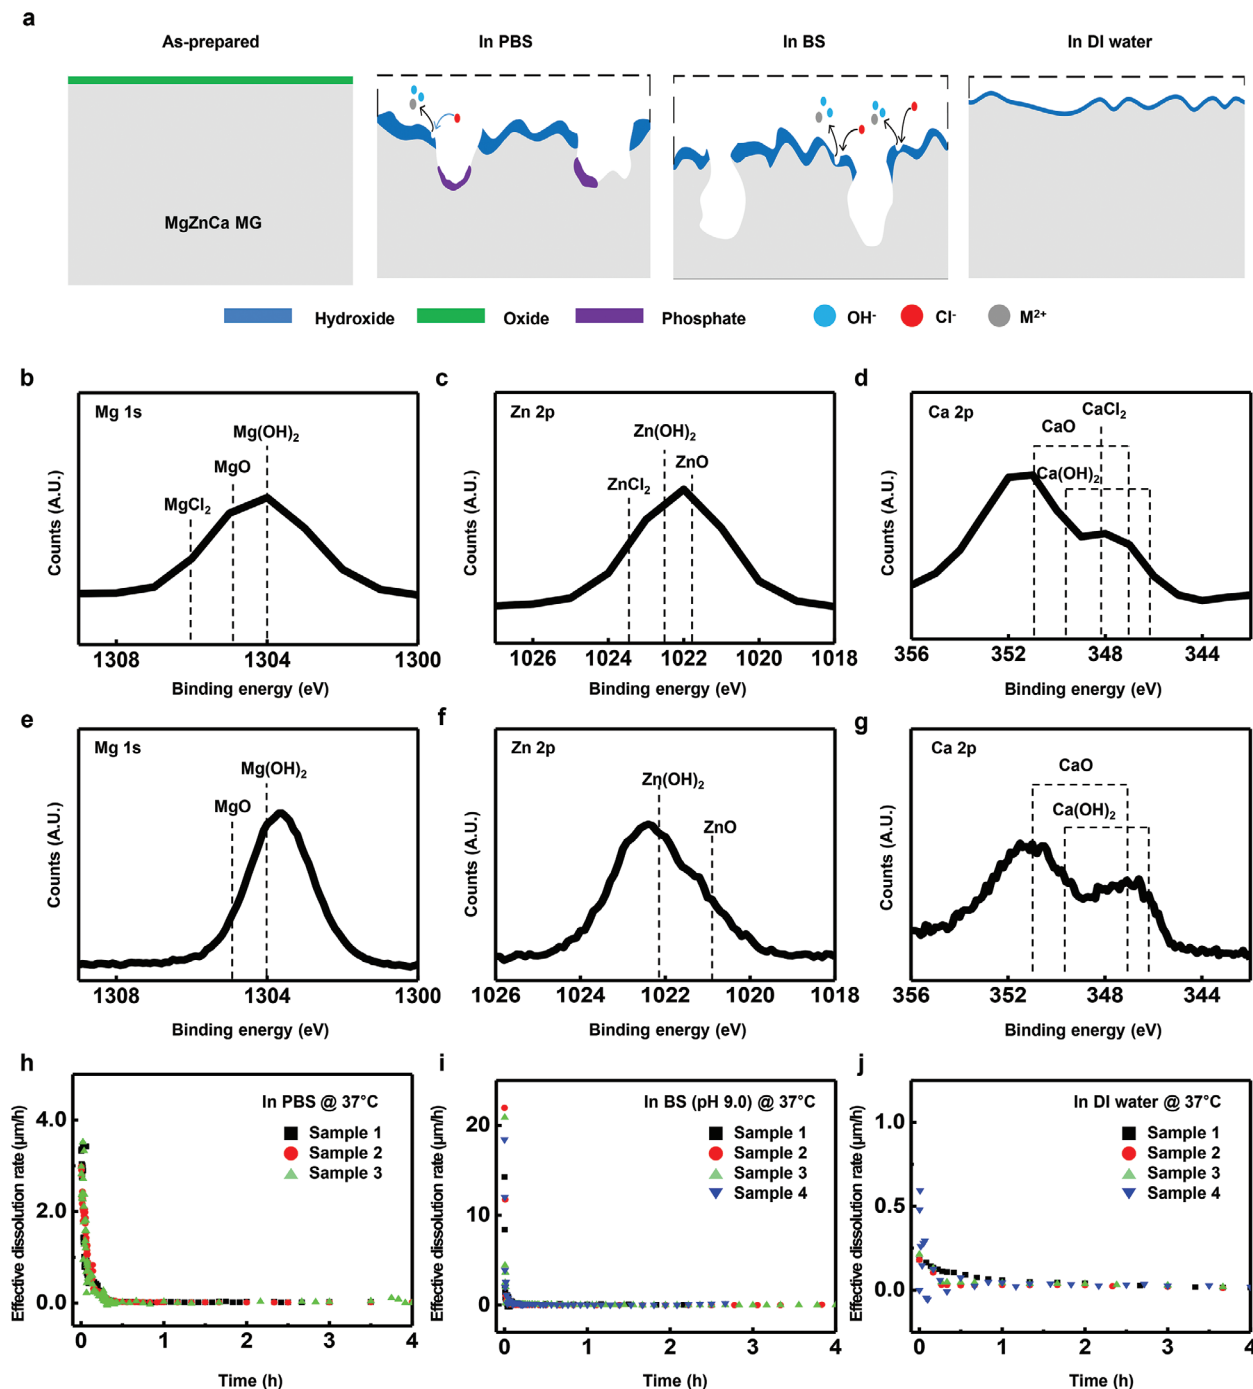 a
As-prepared
In PBS
In BS
In DI water
MgZnCa MG
Hydroxide
Oxide
Phosphate
OH⁻
Cl⁻
M²⁺
b
Mg 1s
Mg(OH)₂
MgO
MgCl₂
Counts (A.U.)
1308
1304
1300
Binding energy (eV)
c
Zn 2p
Zn(OH)₂
ZnO
ZnCl₂
Counts (A.U.)
1026
1024
1022
1020
1018
Binding energy (eV)
d
Ca 2p
CaCl₂
CaO
Ca(OH)₂
Counts (A.U.)
356
352
348
344
Binding energy (eV)
e
Mg 1s
Mg(OH)₂
MgO
Counts (A.U.)
1308
1304
1300
Binding energy (eV)
f
Zn 2p
Zn(OH)₂
ZnO
Counts (A.U.)
1026
1024
1022
1020
1018
Binding energy (eV)
g
Ca 2p
CaO
Ca(OH)₂
Counts (A.U.)
356
352
348
344
Binding energy (eV)
h
In PBS @ 37°C
Sample 1
Sample 2
Sample 3
Effective dissolution rate (µm/h)
4.0
2.0
0.0
0
1
2
3
4
Time (h)
i
In BS (pH 9.0) @ 37°C
Sample 1
Sample 2
Sample 3
Sample 4
Effective dissolution rate (µm/h)
20
10
0
0
1
2
3
4
Time (h)
j
In DI water @ 37°C
Sample 1
Sample 2
Sample 3
Sample 4
Effective dissolution rate (µm/h)
1.0
0.5
0.0
0
1
2
3
4
Time (h)